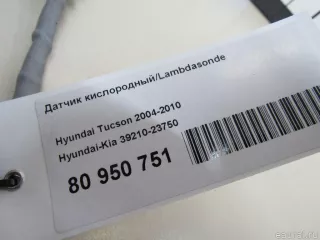 Датчик кислородный/Lambdasonde
Hyundai Tucson 2004-2010
Hyundai-Kia 39210-23750
80 950 751